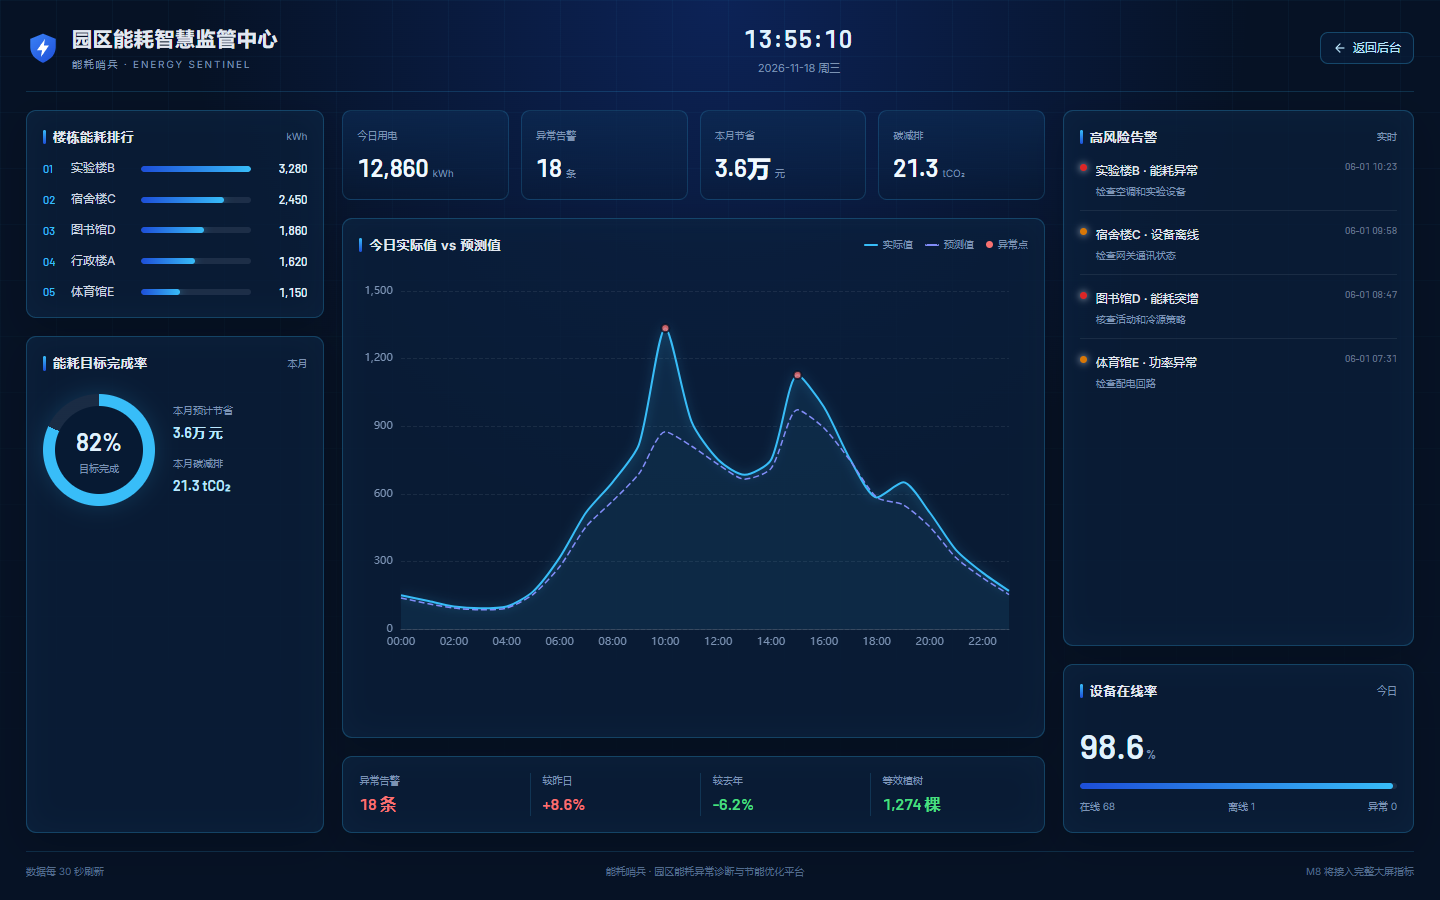 园区能耗智慧监管中心
能耗哨兵 · ENERGY SENTINEL
13:55:10
2026-11-18 周三
← 返回后台
楼栋能耗排行
kWh
01 实验楼B 3,280
02 宿舍楼C 2,450
03 图书馆D 1,860
04 行政楼A 1,620
05 体育馆E 1,150
能耗目标完成率
本月
82%
目标完成
本月预计节省
3.6万 元
本月碳减排
21.3 tCO₂
今日用电
12,860 kWh
异常告警
18 条
本月节省
3.6万 元
碳减排
21.3 tCO₂
今日实际值 vs 预测值
实际值 预测值 异常点
1,500
1,200
900
600
300
0
00:00 02:00 04:00 06:00 08:00 10:00 12:00 14:00 16:00 18:00 20:00 22:00
异常告警
18 条
较昨日
+8.6%
较去年
-6.2%
等效植树
1,274 棵
高风险告警
实时
实验楼B · 能耗异常
06-01 10:23
检查空调和实验设备
宿舍楼C · 设备离线
06-01 09:58
检查网关通讯状态
图书馆D · 能耗突增
06-01 08:47
核查活动和冷源策略
体育馆E · 功率异常
06-01 07:31
检查配电回路
设备在线率
今日
98.6 %
在线 68 离线 1 异常 0
数据每 30 秒刷新
能耗哨兵 · 园区能耗异常诊断与节能优化平台
M8 将接入完整大屏指标